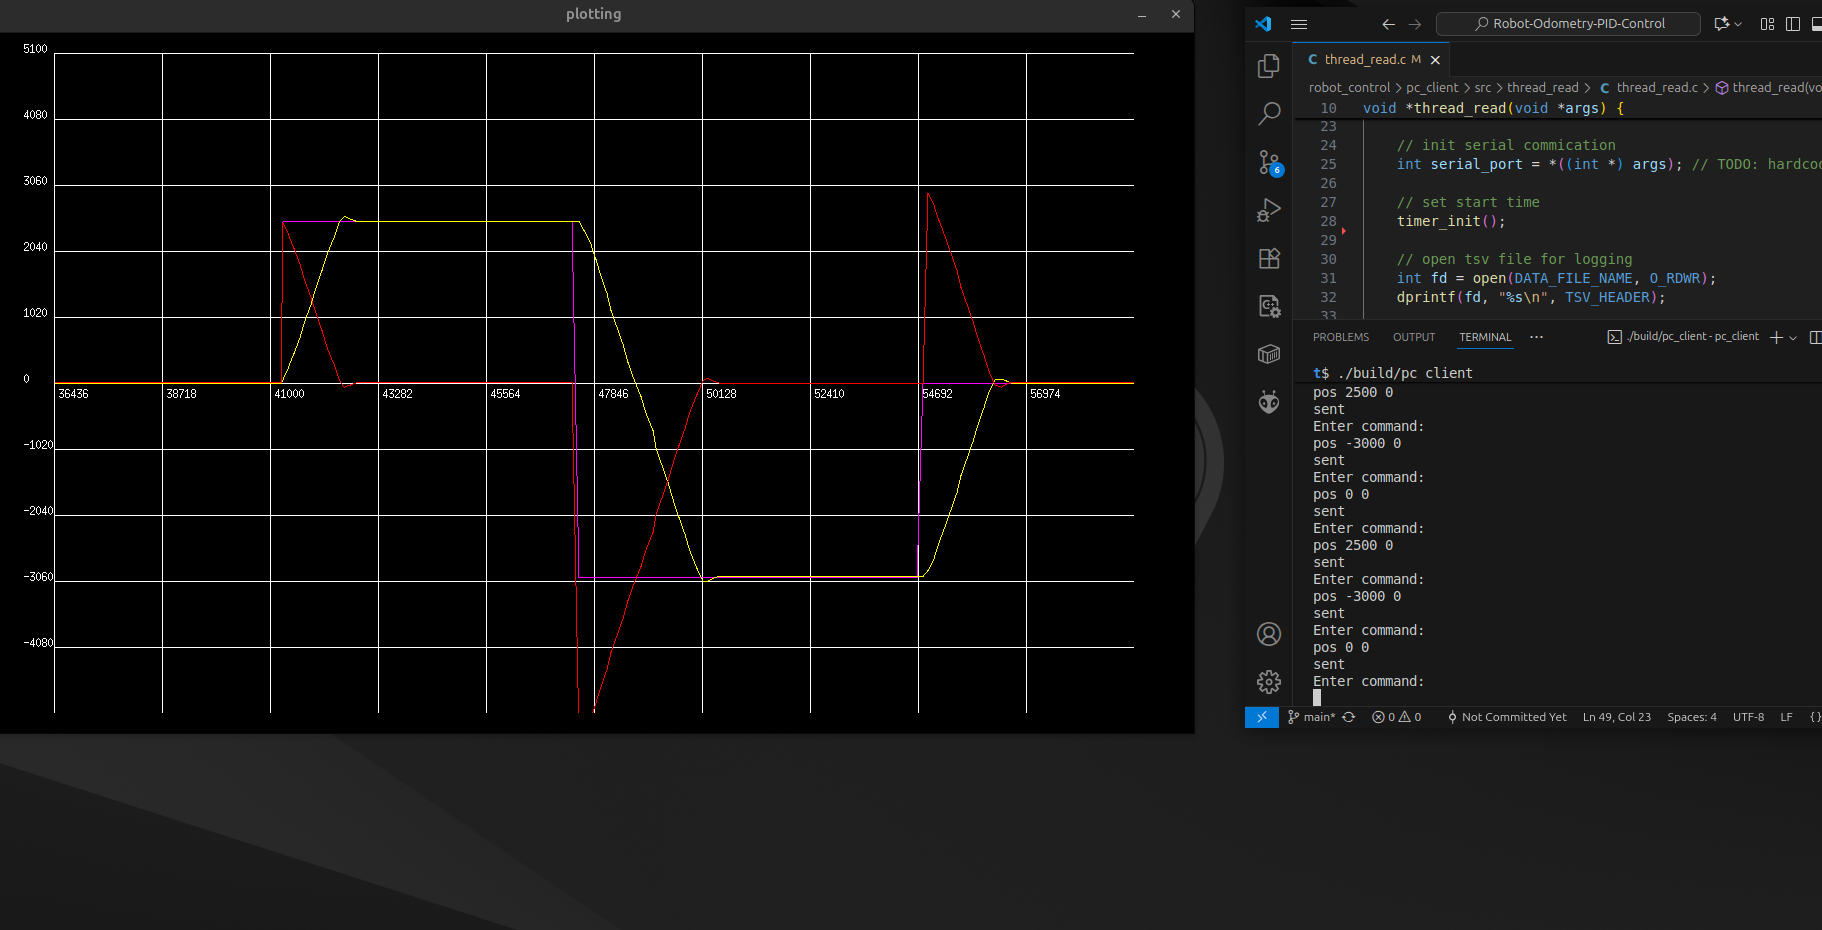 plotting
5100
4080
3060
2040
1020
0
36436 38718 41000 43282 45564 47846 50128 52410 54692 56974
-1020
-2040
-3060
-4080
Robot-Odometry-PID-Control
C thread_read.c M
robot_control > pc_client > src > thread_read > C thread_read.c > thread_read(vo
10 void *thread_read(void *args) {
23
24 // init serial commication
25 int serial_port = *((int *) args); // TODO: hardco
26
27 // set start time
28 timer_init();
29
30 // open tsv file for logging
31 int fd = open(DATA_FILE_NAME, O_RDWR);
32 dprintf(fd, "%s\n", TSV_HEADER);
33
6
PROBLEMS OUTPUT TERMINAL ··· ./build/pc_client - pc_client
t$ ./build/pc client
pos 2500 0
sent
Enter command:
pos -3000 0
sent
Enter command:
pos 0 0
sent
Enter command:
pos 2500 0
sent
Enter command:
pos -3000 0
sent
Enter command:
pos 0 0
sent
Enter command:
main* 0 0 Not Committed Yet Ln 49, Col 23 Spaces: 4 UTF-8 LF {}